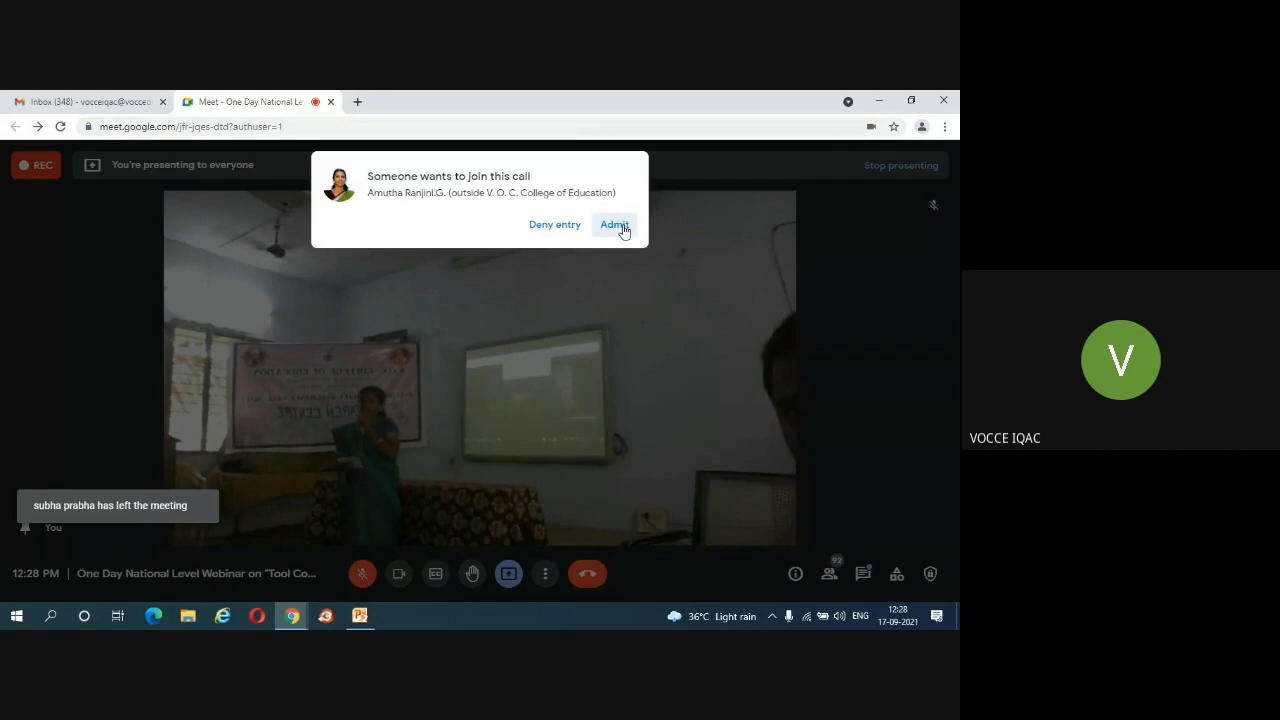 Inbox (348) - vocceiqac@vocced
Meet - One Day National Le
meet.google.com/jfr-jqes-dtd?authuser=1
REC
You're presenting to everyone
Stop presenting
Someone wants to join this call
Amutha Ranjini.G. (outside V. O. C. College of Education)
Deny entry
Admit
subha prabha has left the meeting
You
12:28 PM | One Day National Level Webinar on "Tool Co...
92
36°C Light rain
ENG
12:28
17-09-2021
V
VOCCE IQAC